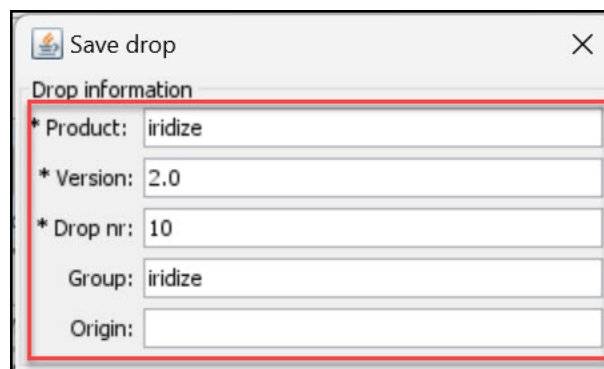 Save drop
Drop information
* Product: iridize
* Version: 2.0
* Drop nr: 10
Group: iridize
Origin: